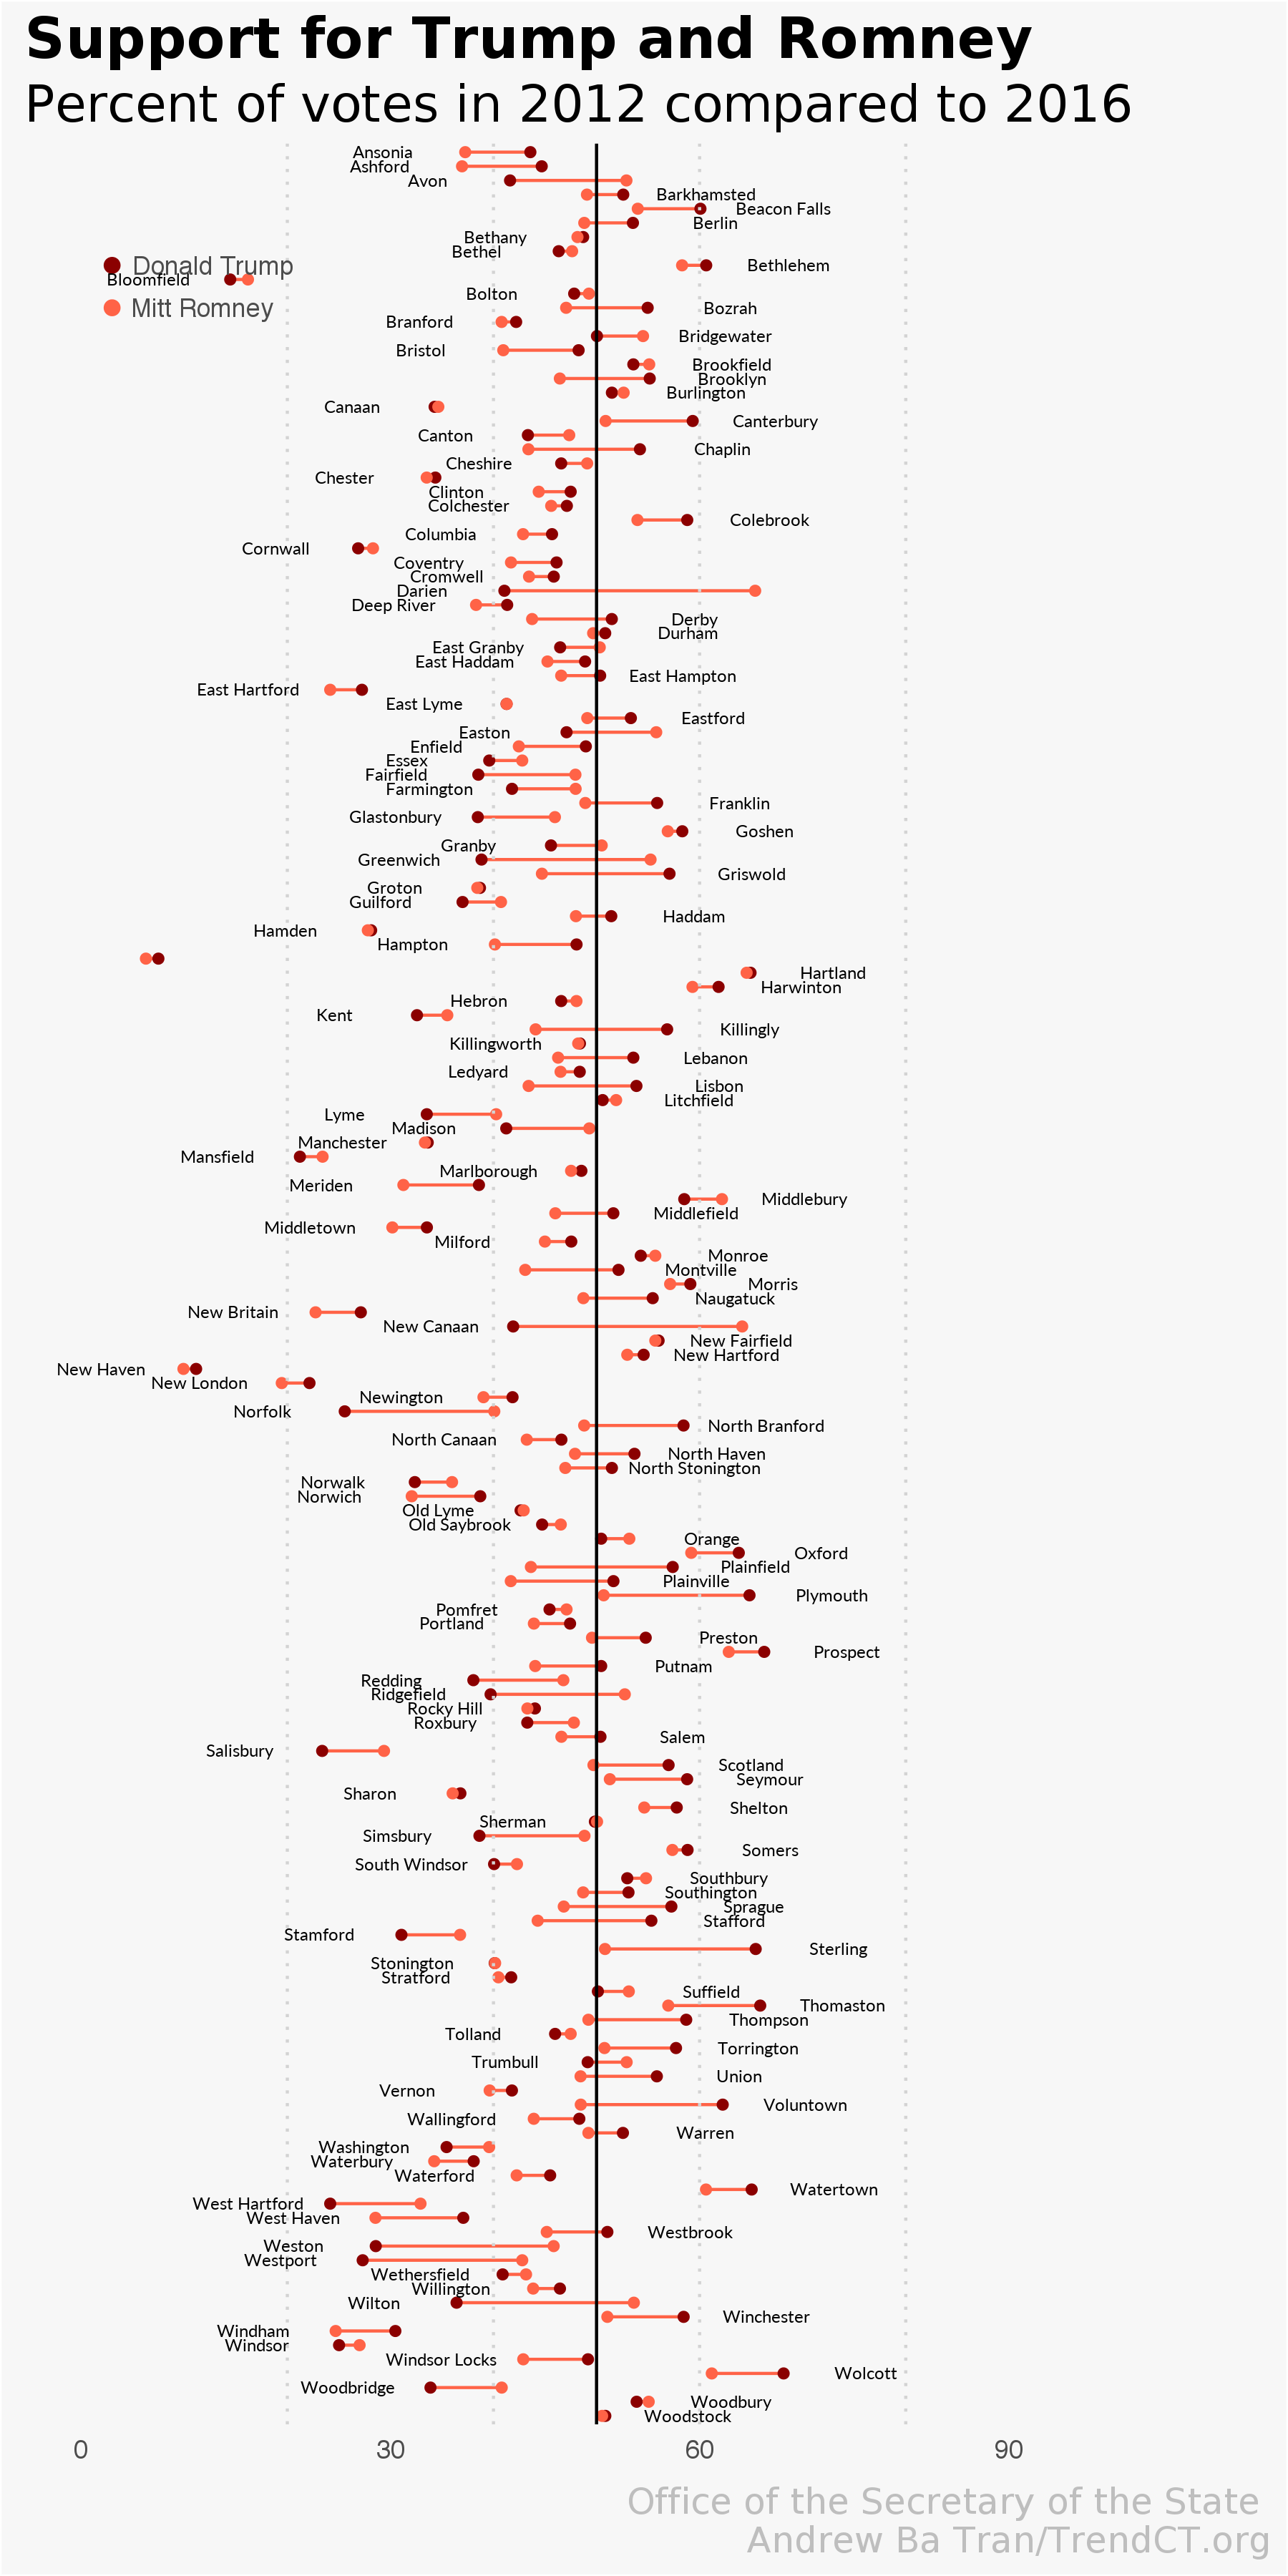 Support for Trump and Romney
Percent of votes in 2012 compared to 2016
Ansonia
Ashford
Avon
Barkhamsted
Beacon Falls
Berlin
Bethany
Bethel
Donald Trump
Bethlehem
Bloomfield
Bolton
Mitt Romney
Bozrah
Branford
Bridgewater
Bristol
Brookfield
Brooklyn
Burlington
Canaan
Canterbury
Canton
Chaplin
Cheshire
Chester
Clinton
Colchester
Colebrook
Columbia
Cornwall
Coventry
Cromwell
Darien
Deep River
Derby
Durham
East Granby
East Haddam
East Hampton
East Hartford
East Lyme
Eastford
Easton
Enfield
Essex
Fairfield
Farmington
Franklin
Glastonbury
Goshen
Granby
Greenwich
Griswold
Groton
Guilford
Haddam
Hamden
Hampton
Hartland
Harwinton
Hebron
Kent
Killingly
Killingworth
Lebanon
Ledyard
Lisbon
Litchfield
Lyme
Madison
Manchester
Mansfield
Marlborough
Meriden
Middlebury
Middlefield
Middletown
Milford
Monroe
Montville
Morris
Naugatuck
New Britain
New Canaan
New Fairfield
New Hartford
New Haven
New London
Newington
Norfolk
North Branford
North Canaan
North Haven
North Stonington
Norwalk
Norwich
Old Lyme
Old Saybrook
Orange
Oxford
Plainfield
Plainville
Plymouth
Pomfret
Portland
Preston
Prospect
Putnam
Redding
Ridgefield
Rocky Hill
Roxbury
Salem
Salisbury
Scotland
Seymour
Sharon
Shelton
Sherman
Simsbury
Somers
South Windsor
Southbury
Southington
Sprague
Stafford
Stamford
Sterling
Stonington
Stratford
Suffield
Thomaston
Thompson
Tolland
Torrington
Trumbull
Union
Vernon
Voluntown
Wallingford
Warren
Washington
Waterbury
Waterford
Watertown
West Hartford
West Haven
Westbrook
Weston
Westport
Wethersfield
Willington
Wilton
Winchester
Windham
Windsor
Windsor Locks
Wolcott
Woodbridge
Woodbury
Woodstock
0 30 60 90
Office of the Secretary of the State
Andrew Ba Tran/TrendCT.org